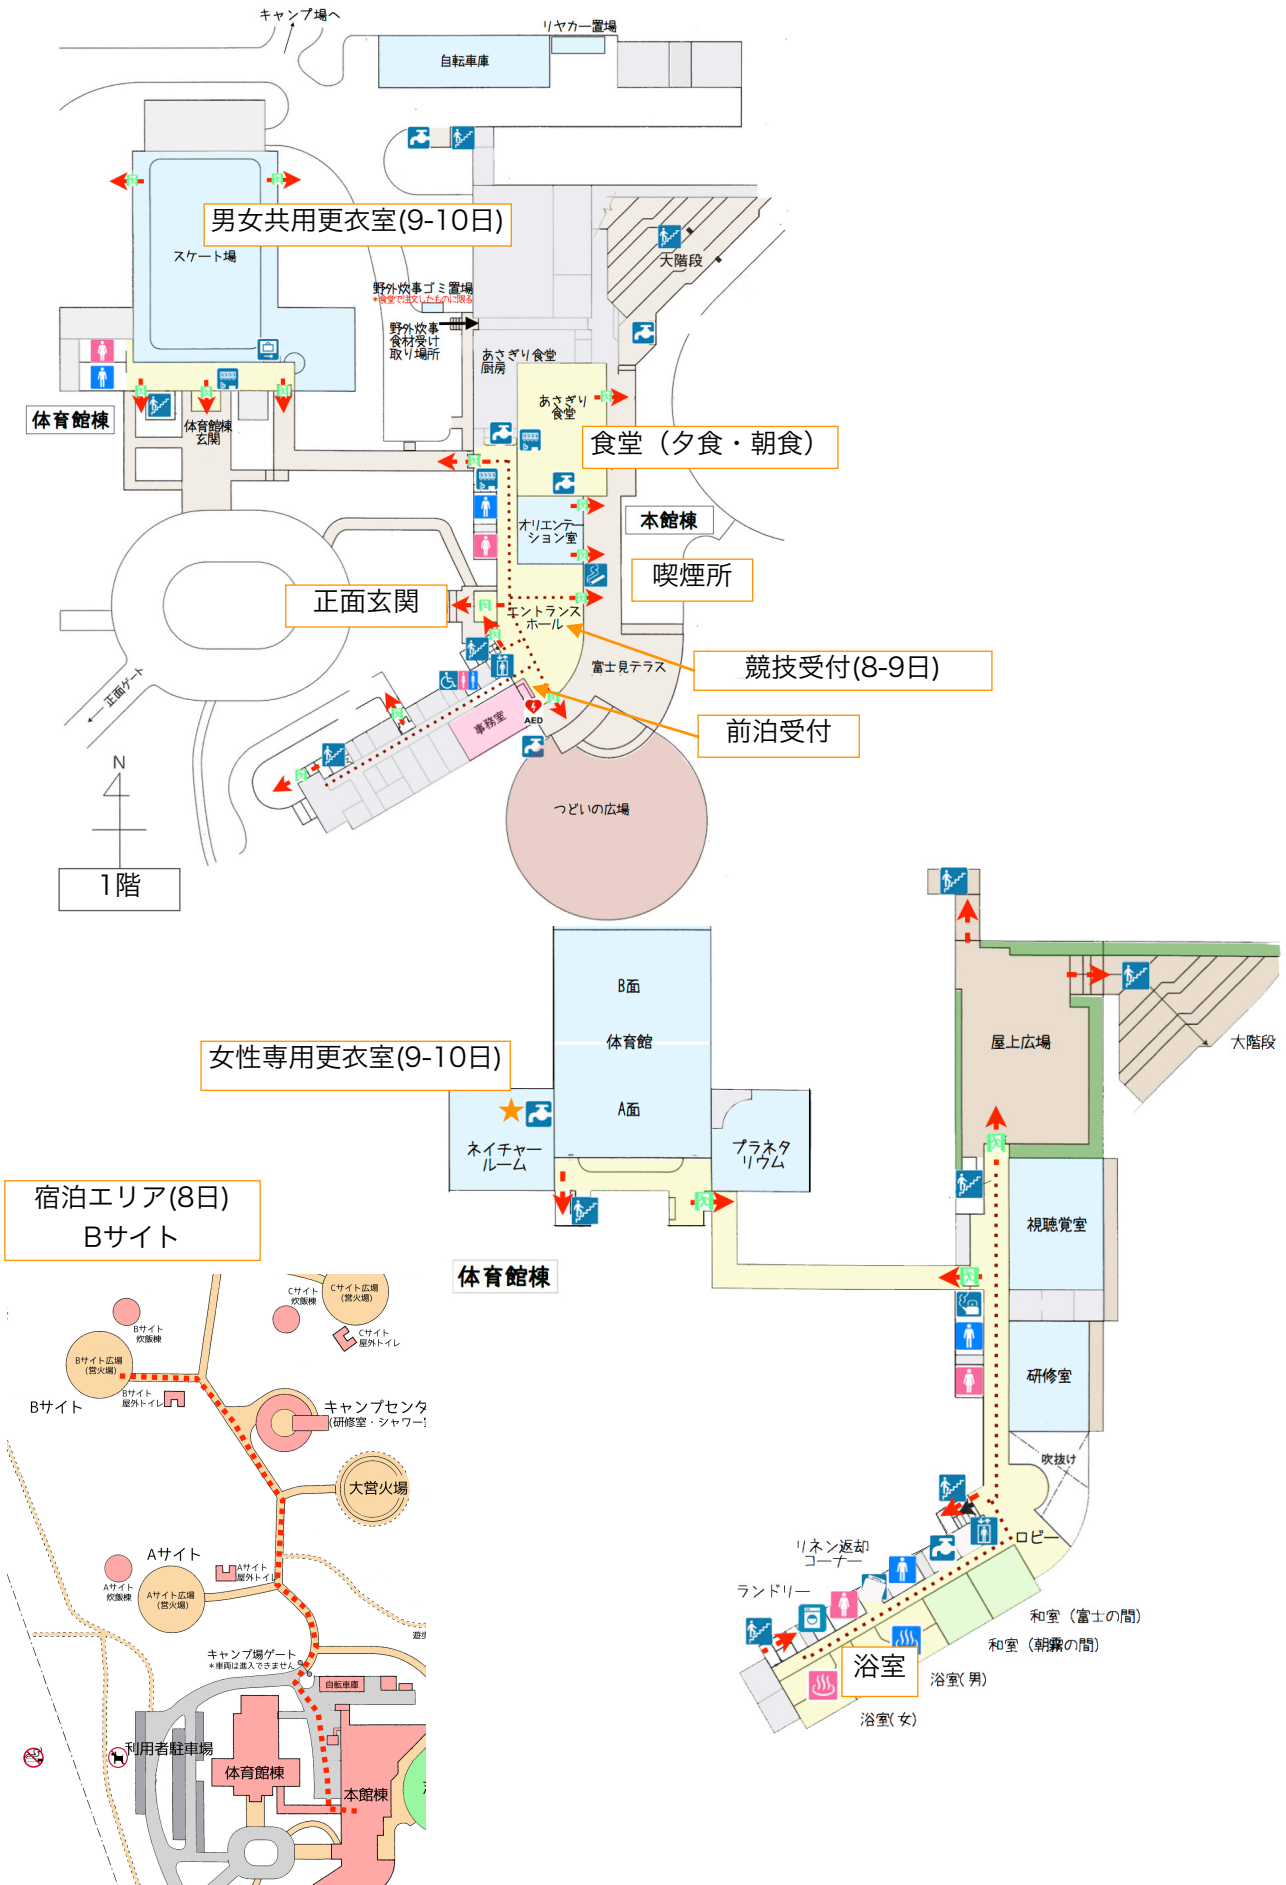 キャンプ場へ
リヤカー置場
自転車庫
男女共用更衣室(9-10日)
スケート場
大階段
野外炊事ゴミ置場
*食堂で注文したものに限る
野外炊事
食材受け
取り場所
あさぎり食堂
厨房
あさぎり
食堂
体育館棟
体育館棟
玄関
食堂（夕食・朝食）
オリエンテー
ション室
本館棟
喫煙所
正面玄関
エントランス
ホール
競技受付(8-9日)
富士見テラス
正面ゲート
前泊受付
事務室
AED
N
つどいの広場
1階
B面
体育館
A面
女性専用更衣室(9-10日)
ネイチャー
ルーム
プラネタ
リウム
屋上広場
大階段
視聴覚室
体育館棟
研修室
吹抜け
ロビー
リネン返却
コーナー
ランドリー
和室（富士の間）
和室（朝霧の間）
浴室
浴室(男)
浴室(女)
宿泊エリア(8日)
Bサイト
Cサイト
炊飯棟
Cサイト広場
(営火場)
Bサイト
炊飯棟
Cサイト
屋外トイレ
Bサイト広場
(営火場)
Bサイト
屋外トイレ
Bサイト
キャンプセンタ
(研修室・シャワー
大営火場
Aサイト
Aサイト
炊飯棟
Aサイト広場
(営火場)
Aサイト
屋外トイレ
キャンプ場ゲート
*車両は進入できません
自転車庫
利用者駐車場
体育館棟
本館棟